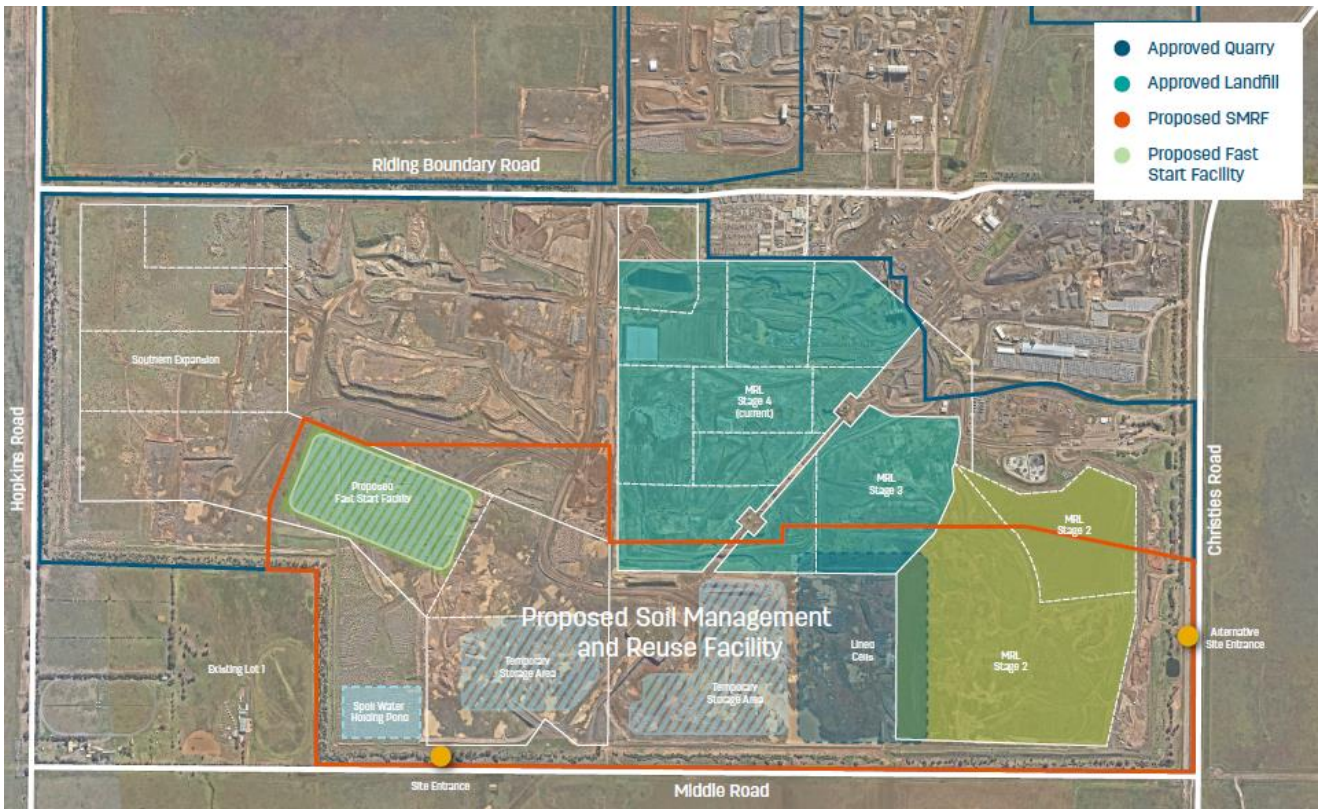 Approved Quarry
Approved Landfill
Proposed SMRF
Proposed Fast
Start Facility
Riding Boundary Road
Hopkins Road
Christies Road
Southern Expansion
MRL
Stage 4
(current)
MRL
Stage 3
MRL
Stage 2
Proposed
Fast Start Facility
Proposed Soil Management
and Reuse Facility
Alternative
Site Entrance
Existing Lot 1
Temporary
Storage Area
Lined
Cells
MRL
Stage 2
Spoil Water
Holding Pond
Temporary
Storage Area
Site Entrance
Middle Road